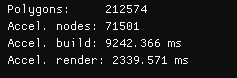 Polygons:     212574
Accel. nodes: 71501
Accel. build: 9242.366 ms
Accel. render: 2339.571 ms